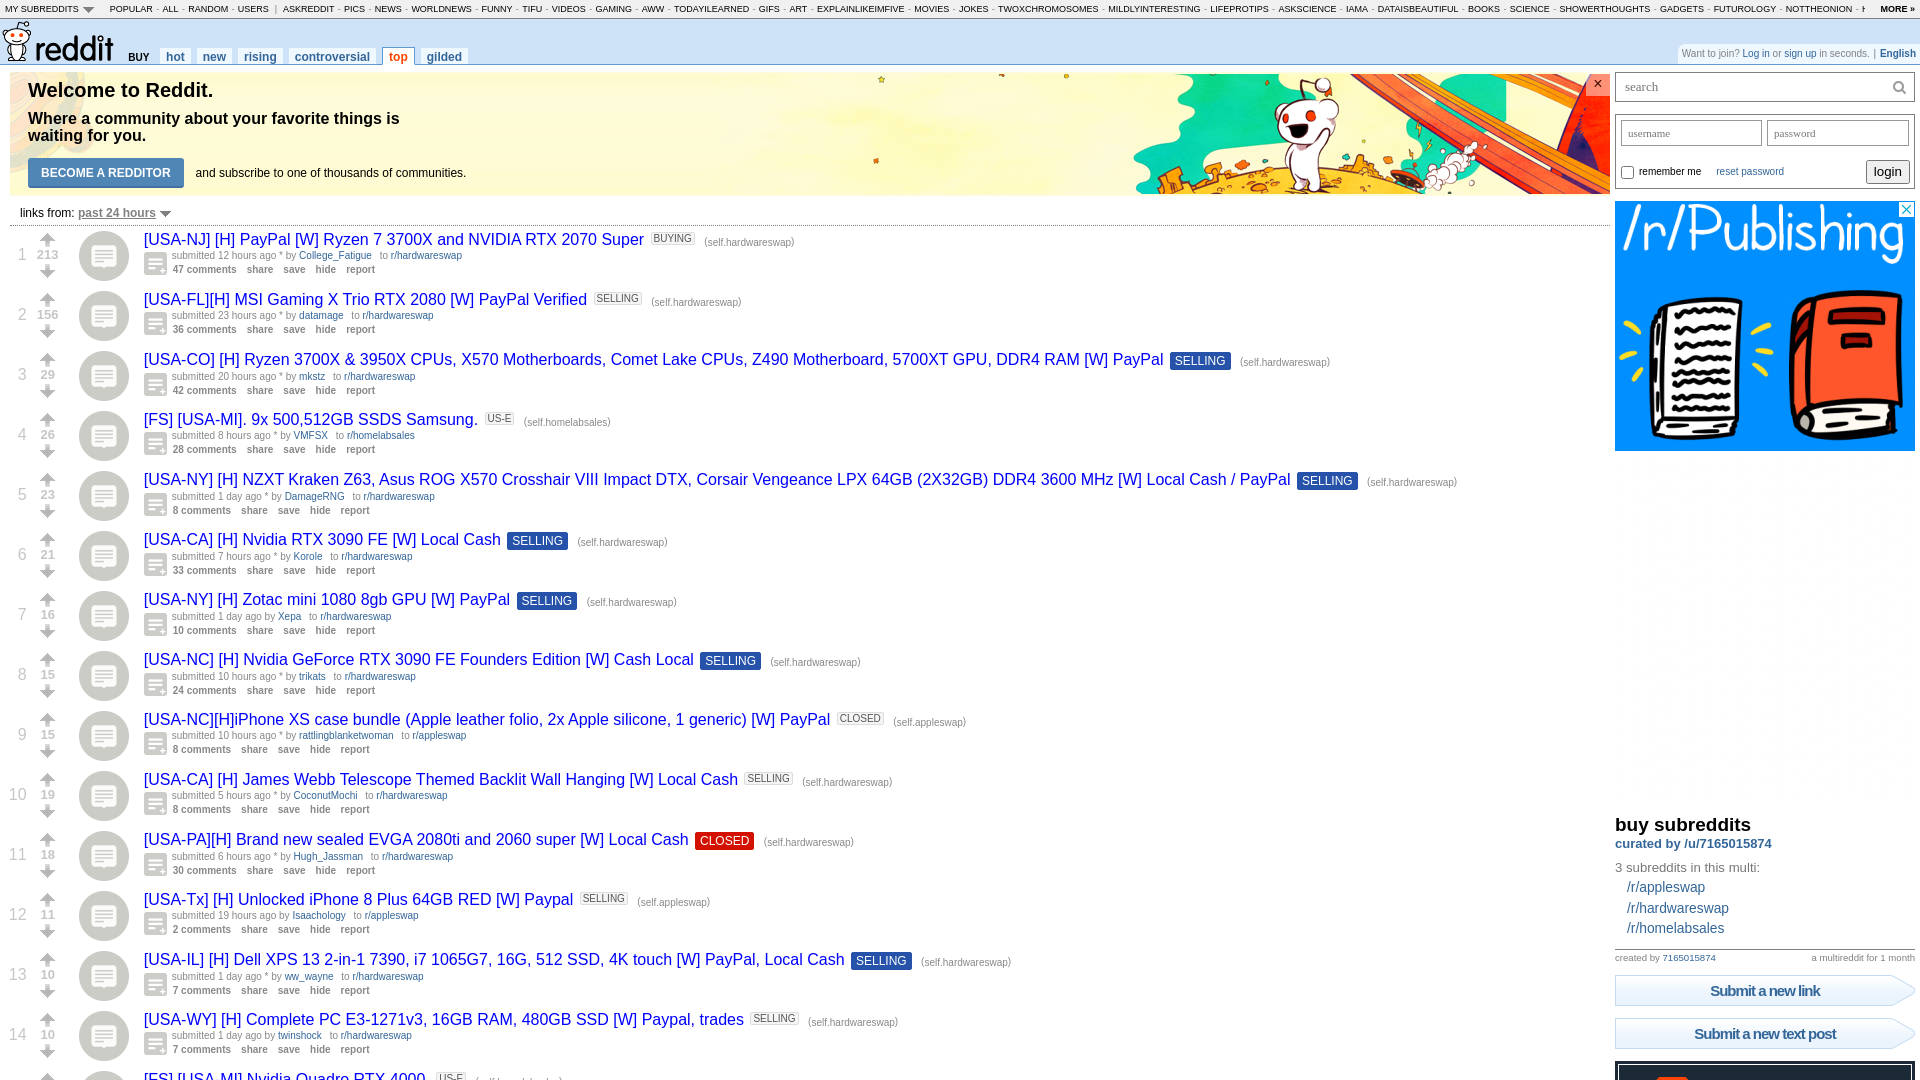 MY SUBREDDITS POPULAR - ALL - RANDOM - USERS | ASKREDDIT - PICS - NEWS - WORLDNEWS - FUNNY - TIFU - VIDEOS - GAMING - AWW - TODAYILEARNED - GIFS - ART - EXPLAINLIKEIMFIVE - MOVIES - JOKES - TWOXCHROMOSOMES - MILDLYINTERESTING - LIFEPROTIPS - ASKSCIENCE - IAMA - DATAISBEAUTIFUL - BOOKS - SCIENCE - SHOWERTHOUGHTS - GADGETS - FUTUROLOGY - NOTTHEONION - MORE »
reddit BUY hot new rising controversial top gilded
Want to join? Log in or sign up in seconds. | English
Welcome to Reddit.
Where a community about your favorite things is
waiting for you.
BECOME A REDDITOR and subscribe to one of thousands of communities.
×
links from: past 24 hours
1 213 [USA-NJ] [H] PayPal [W] Ryzen 7 3700X and NVIDIA RTX 2070 Super BUYING (self.hardwareswap)
submitted 12 hours ago * by College_Fatigue to r/hardwareswap
47 comments share save hide report
2 156 [USA-FL][H] MSI Gaming X Trio RTX 2080 [W] PayPal Verified SELLING (self.hardwareswap)
submitted 23 hours ago * by datamage to r/hardwareswap
36 comments share save hide report
3 29 [USA-CO] [H] Ryzen 3700X & 3950X CPUs, X570 Motherboards, Comet Lake CPUs, Z490 Motherboard, 5700XT GPU, DDR4 RAM [W] PayPal SELLING (self.hardwareswap)
submitted 20 hours ago * by mkstz to r/hardwareswap
42 comments share save hide report
4 26 [FS] [USA-MI]. 9x 500,512GB SSDS Samsung. US-E (self.homelabsales)
submitted 8 hours ago * by VMFSX to r/homelabsales
28 comments share save hide report
5 23 [USA-NY] [H] NZXT Kraken Z63, Asus ROG X570 Crosshair VIII Impact DTX, Corsair Vengeance LPX 64GB (2X32GB) DDR4 3600 MHz [W] Local Cash / PayPal SELLING (self.hardwareswap)
submitted 1 day ago * by DamageRNG to r/hardwareswap
8 comments share save hide report
6 21 [USA-CA] [H] Nvidia RTX 3090 FE [W] Local Cash SELLING (self.hardwareswap)
submitted 7 hours ago * by Korole to r/hardwareswap
33 comments share save hide report
7 16 [USA-NY] [H] Zotac mini 1080 8gb GPU [W] PayPal SELLING (self.hardwareswap)
submitted 1 day ago by Xepa to r/hardwareswap
10 comments share save hide report
8 15 [USA-NC] [H] Nvidia GeForce RTX 3090 FE Founders Edition [W] Cash Local SELLING (self.hardwareswap)
submitted 10 hours ago * by trikats to r/hardwareswap
24 comments share save hide report
9 15 [USA-NC][H]iPhone XS case bundle (Apple leather folio, 2x Apple silicone, 1 generic) [W] PayPal CLOSED (self.appleswap)
submitted 10 hours ago * by rattlingblanketwoman to r/appleswap
8 comments share save hide report
10 19 [USA-CA] [H] James Webb Telescope Themed Backlit Wall Hanging [W] Local Cash SELLING (self.hardwareswap)
submitted 5 hours ago * by CoconutMochi to r/hardwareswap
8 comments share save hide report
11 18 [USA-PA][H] Brand new sealed EVGA 2080ti and 2060 super [W] Local Cash CLOSED (self.hardwareswap)
submitted 6 hours ago * by Hugh_Jassman to r/hardwareswap
30 comments share save hide report
12 11 [USA-Tx] [H] Unlocked iPhone 8 Plus 64GB RED [W] Paypal SELLING (self.appleswap)
submitted 19 hours ago by Isaachology to r/appleswap
2 comments share save hide report
13 10 [USA-IL] [H] Dell XPS 13 2-in-1 7390, i7 1065G7, 16G, 512 SSD, 4K touch [W] PayPal, Local Cash SELLING (self.hardwareswap)
submitted 1 day ago * by ww_wayne to r/hardwareswap
7 comments share save hide report
14 10 [USA-WY] [H] Complete PC E3-1271v3, 16GB RAM, 480GB SSD [W] Paypal, trades SELLING (self.hardwareswap)
submitted 1 day ago by twinshock to r/hardwareswap
7 comments share save hide report
[FS] [USA-MI] Nvidia Quadro RTX 4000. US-E
search
username password
remember me reset password login
/r/Publishing
buy subreddits
curated by /u/7165015874
3 subreddits in this multi:
/r/appleswap
/r/hardwareswap
/r/homelabsales
created by 7165015874 a multireddit for 1 month
Submit a new link
Submit a new text post